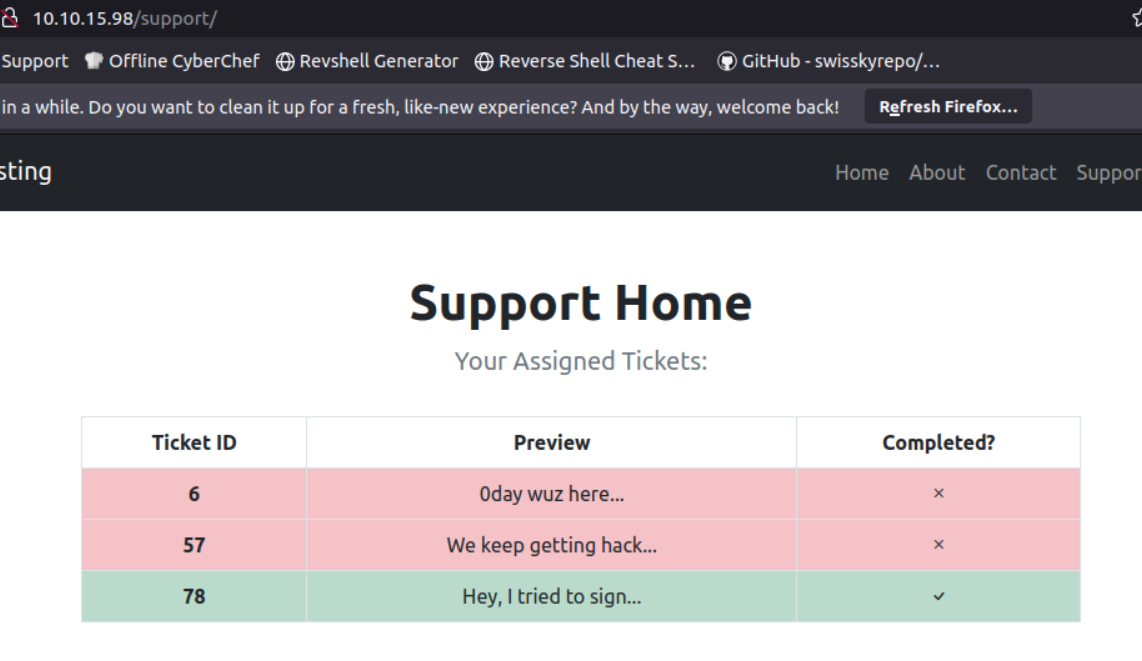 10.10.15.98/support/
Support Offline CyberChef Revshell Generator Reverse Shell Cheat S... GitHub - swisskyrepo/...
in a while. Do you want to clean it up for a fresh, like-new experience? And by the way, welcome back! Refresh Firefox...
sting Home About Contact Suppor
Support Home
Your Assigned Tickets:
Ticket ID Preview Completed?
6 0day wuz here... ×
57 We keep getting hack... ×
78 Hey, I tried to sign... ✓